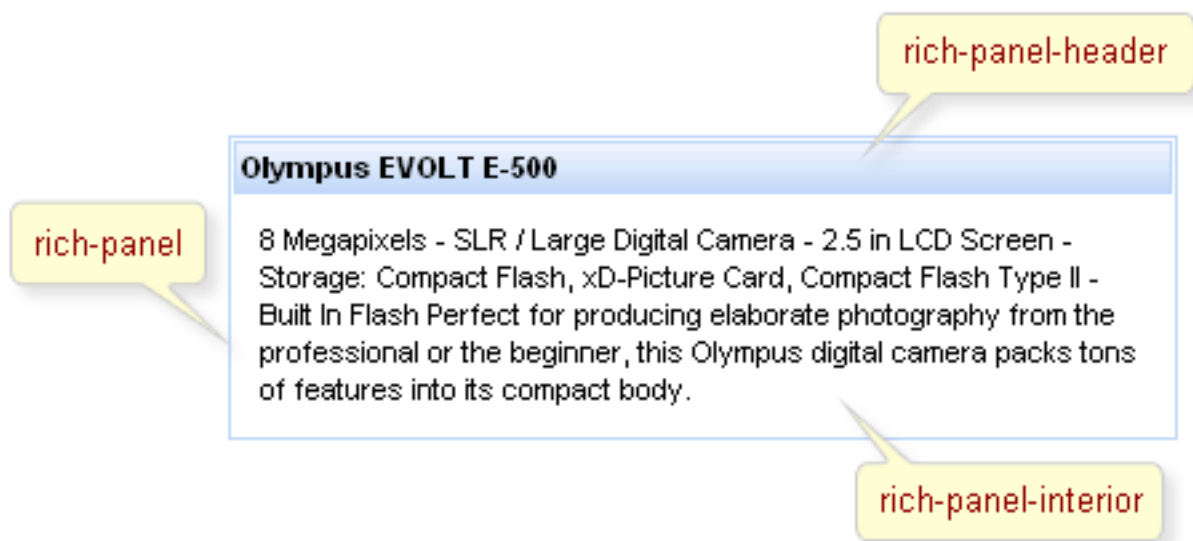 rich-panel-header
Olympus EVOLT E-500
rich-panel
8 Megapixels - SLR / Large Digital Camera - 2.5 in LCD Screen -
Storage: Compact Flash, xD-Picture Card, Compact Flash Type II -
Built In Flash Perfect for producing elaborate photography from the
professional or the beginner, this Olympus digital camera packs tons
of features into its compact body.
rich-panel-interior